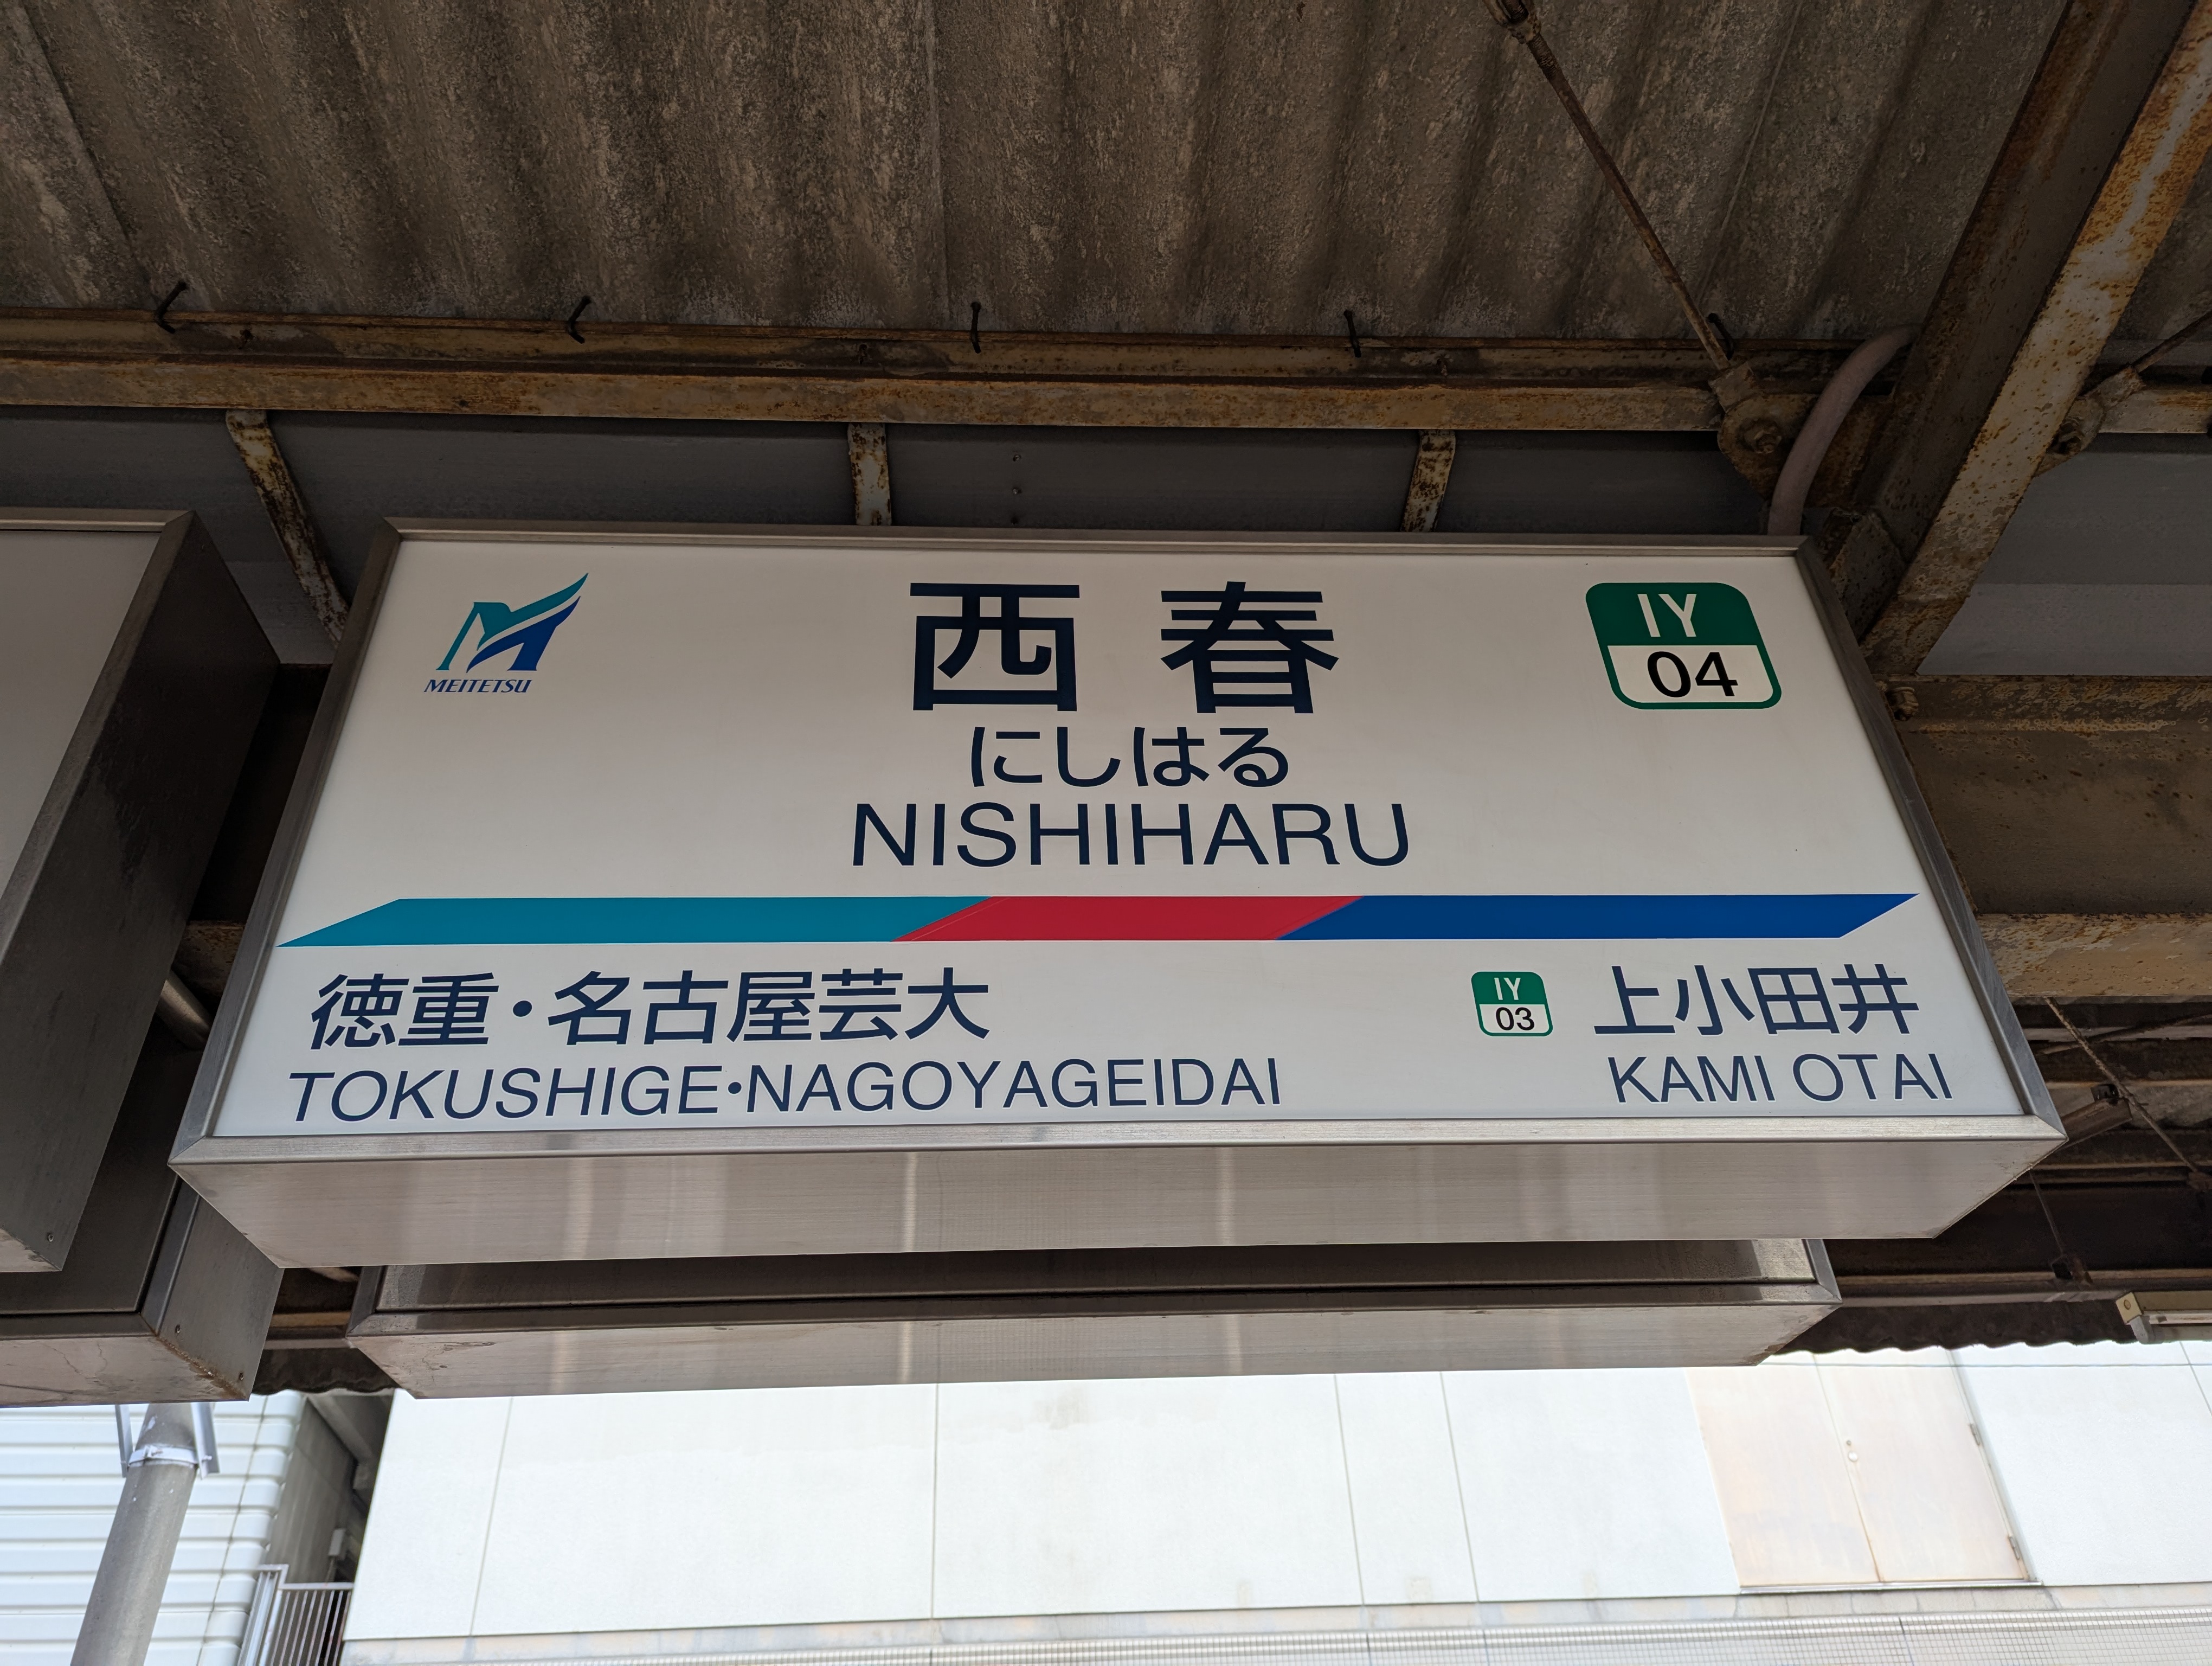 MEITETSU
西春
IY
04
にしはる
NISHIHARU
徳重・名古屋芸大
TOKUSHIGE・NAGOYAGEIDAI
IY
03
上小田井
KAMI OTAI